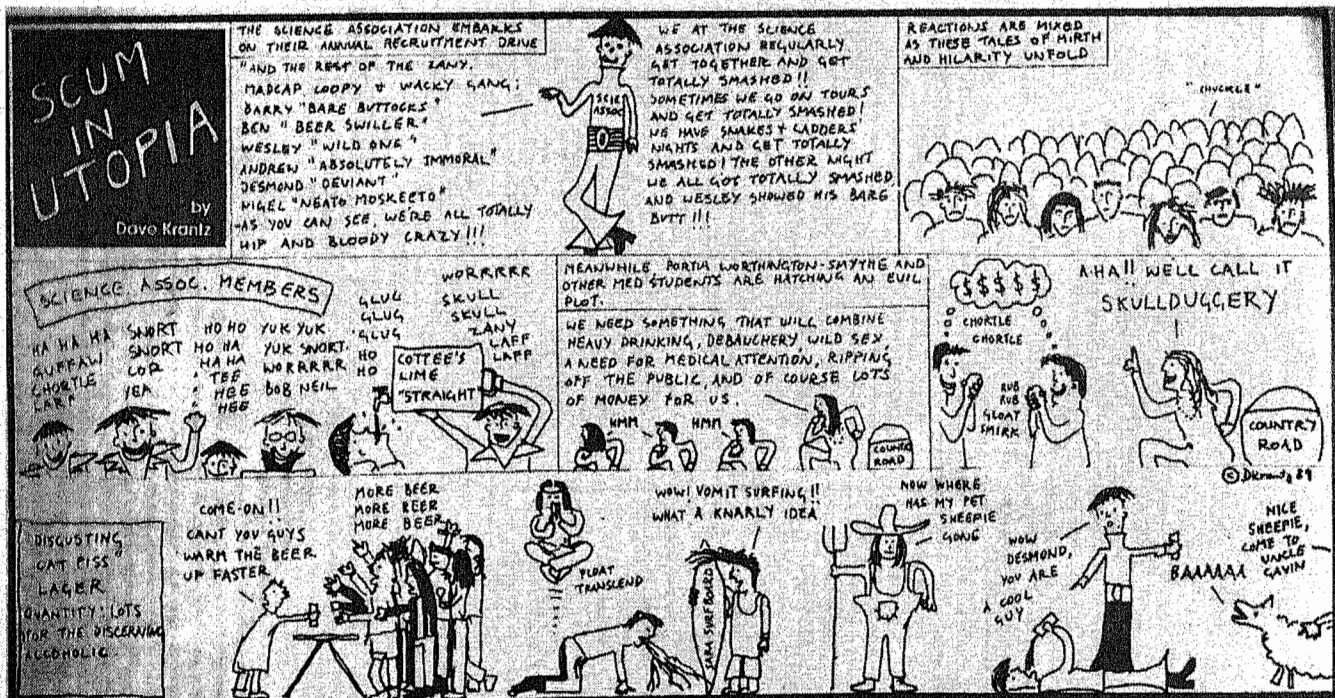 SCUM
IN
UTOPIA
by
Dave Krantz
THE SCIENCE ASSOCIATION EMBARKS
ON THEIR ANNUAL RECRUITMENT DRIVE
"AND THE REST OF THE ZANY,
MADCAP, LOOPY & WACKY GANG:
BARRY "BARE BUTTOCKS"
BEN "BEER SWILLER"
WESLEY "WILD ONE"
ANDREW "ABSOLUTELY IMMORAL"
DESMOND "DEVIANT"
NIGEL "NEATO MOSKEETO"
-AS YOU CAN SEE WE'RE ALL TOTALLY
HIP AND BLOODY CRAZY!!!
SCIE
ASSOC
WE AT THE SCIENCE
ASSOCIATION REGULARLY
GET TOGETHER AND GET
TOTALLY SMASHED!!
SOMETIMES WE GO ON TOURS
AND GET TOTALLY SMASHED!
WE HAVE SNAKES & LADDERS
NIGHTS AND GET TOTALLY
SMASHED! THE OTHER NIGHT
WE ALL GOT TOTALLY SMASHED
AND WESLEY SHOWED HIS BARE
BUTT!!!
REACTIONS ARE MIXED
AS THESE TALES OF MIRTH
AND HILARITY UNFOLD
"CHUCKLE"
SCIENCE ASSOC. MEMBERS
HA HA HA
GUFFAW
CHORTLE
LARF
SNORT
SNORT
COR
YEA
HO HO
HO HA
HA HA
TEE
HEE
HEE
YUK YUK
YUK SNORT
WORRRRR
BOB NEIL
GLUG
GLUG
GLUG
HO
HO
WORRRRR
SKULL
SKULL
ZANY
LAFF
LAFF
COTTEE'S
LIME
"STRAIGHT"
MEANWHILE PORTIA WORTHINGTON-SMYTHE AND
OTHER MED STUDENTS ARE HATCHING AN EVIL
PLOT.
WE NEED SOMETHING THAT WILL COMBINE
HEAVY DRINKING, DEBAUCHERY, WILD SEX,
A NEED FOR MEDICAL ATTENTION, RIPPING
OFF THE PUBLIC, AND OF COURSE LOTS
OF MONEY FOR US.
HMM
HMM
COUNTRY
ROAD
$ $ $ $ $
CHORTLE
CHORTLE
RUB
RUB
GLOAT
SMIRK
AHA!! WE'LL CALL IT
SKULLDUGGERY
COUNTRY
ROAD
© DKrantz 89
"DISGUSTING
CAT PISS"
LAGER
QUANTITY: LOTS
FOR THE DISCERNING
ALCOHOLIC
COME ON!!
CANT YOU GUYS
WARM THE BEER
UP FASTER
MORE BEER
MORE BEER
MORE BEER
FLOAT
TRANSCEND
WOW! VOMIT SURFING!!
WHAT A KNARLY IDEA
SURF BOARD
NOW WHERE
HAS MY PET
SHEEPIE
GONE
WOW
DESMOND,
YOU ARE
A COOL
GUY
BAAAAAA
NICE
SHEEPIE,
COME TO
UNCLE
GAVIN